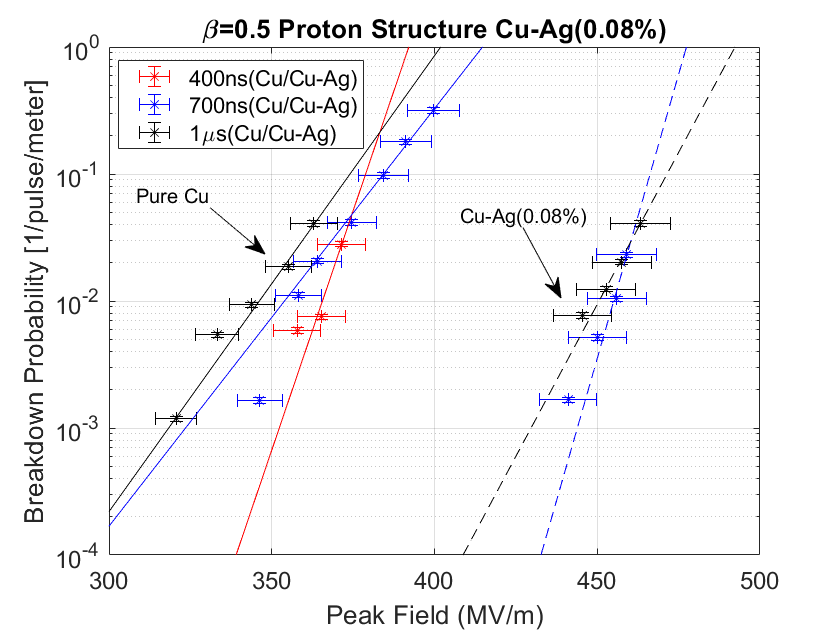 β=0.5 Proton Structure Cu-Ag(0.08%)
10^0
10^-1
10^-2
10^-3
10^-4
Breakdown Probability [1/pulse/meter]
400ns(Cu/Cu-Ag)
700ns(Cu/Cu-Ag)
1μs(Cu/Cu-Ag)
Pure Cu
Cu-Ag(0.08%)
300 350 400 450 500
Peak Field (MV/m)